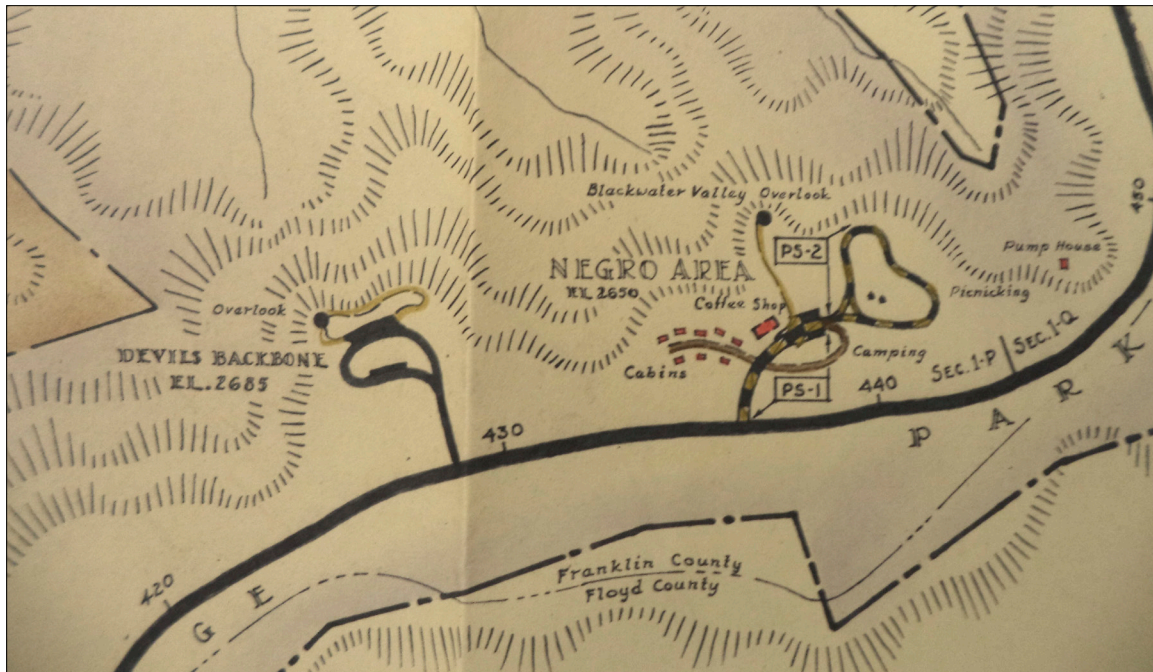 450
Blackwater Valley Overlook
Pump House
PS-2
NEGRO AREA
EL 2650
Picnicking
Coffee Shop
Overlook
DEVILS BACKBONE
EL. 2685
Camping
Cabins
SEC. 1-P
SEC. 1-Q
PS-1
440
430
P A R K
Franklin County
Floyd County
420
G E